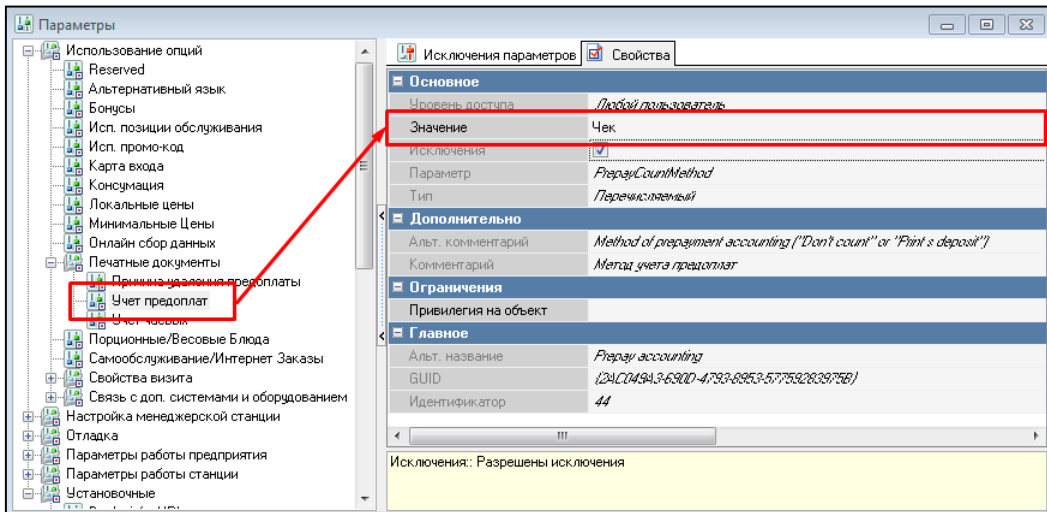 Параметры
Использование опций
Reserved
Альтернативный язык
Бонусы
Исп. позиции обслуживания
Исп. промо-код
Карта входа
Консумация
Локальные цены
Минимальные Цены
Онлайн сбор данных
Печатные документы
Причина удаления предоплаты
Учет предоплат
Учет часовых
Порционные/Весовые Блюда
Самообслуживание/Интернет Заказы
Свойства визита
Связь с доп. системами и оборудованием
Настройка менеджерской станции
Отладка
Параметры работы предприятия
Параметры работы станции
Установочные
Исключения параметров Свойства
Основное
Уровень доступа Любой пользователь
Значение Чек
Исключения
Параметр PrepayCountMethod
Тип Перечисляемый
Дополнительно
Альт. комментарий Method of prepayment accounting ("Don't count" or "Print s deposit")
Комментарий Метод учета предоплат
Ограничения
Привилегия на объект
Главное
Альт. название Prepay accounting
GUID {2AC049A3-690D-4793-8953-57759283975B}
Идентификатор 44
Исключения:: Разрешены исключения